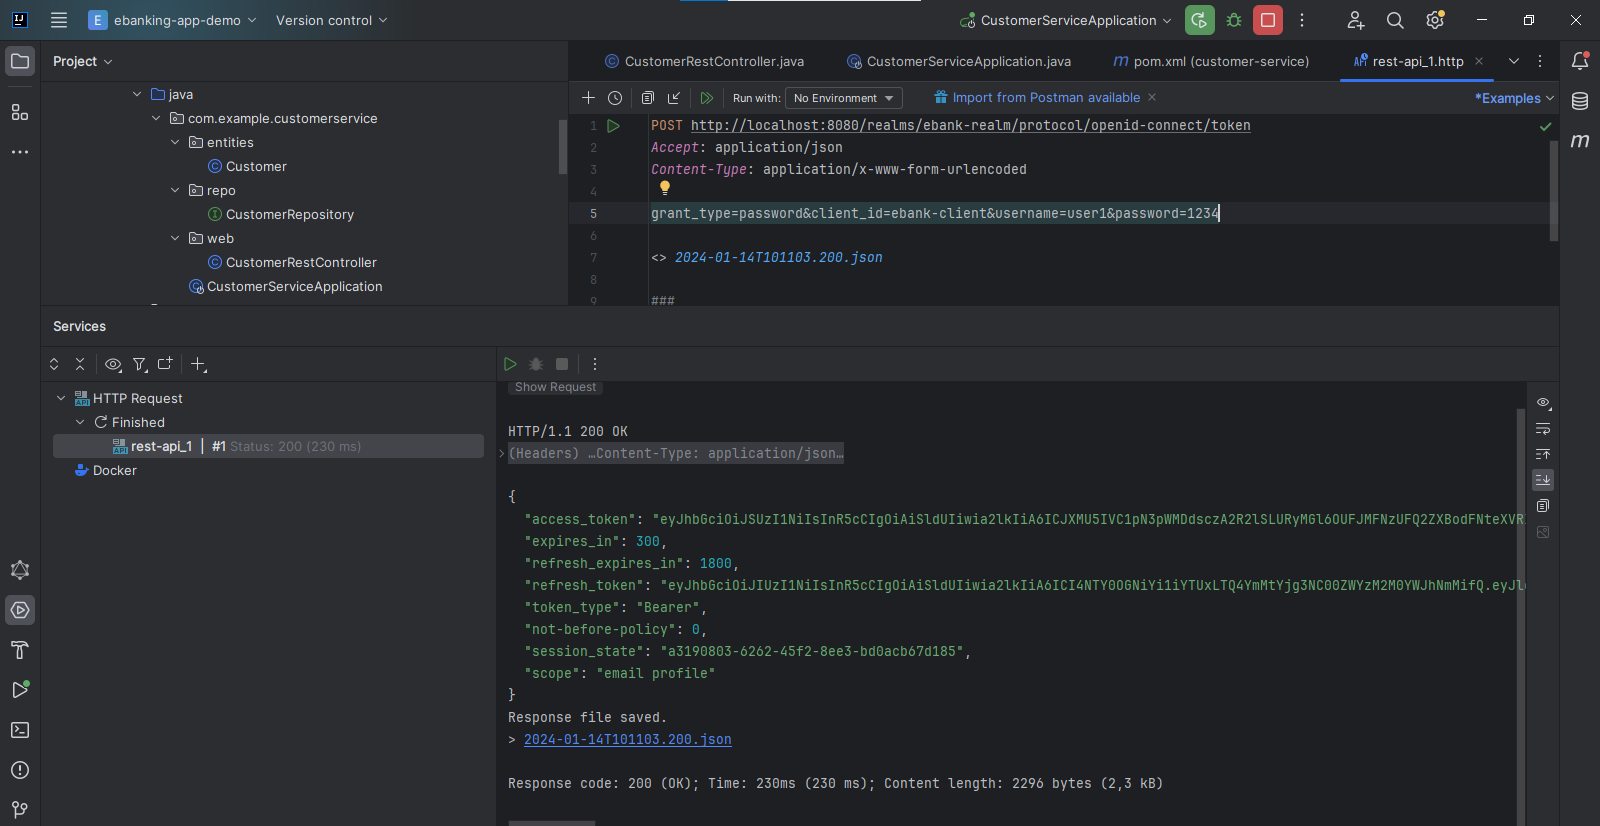 IJ
E ebanking-app-demo Version control CustomerServiceApplication
Project
CustomerRestController.java CustomerServiceApplication.java pom.xml (customer-service) rest-api_1.http
Run with: No Environment Import from Postman available *Examples
java
com.example.customerservice
entities
Customer
repo
CustomerRepository
web
CustomerRestController
CustomerServiceApplication
1 POST http://localhost:8080/realms/ebank-realm/protocol/openid-connect/token
2 Accept: application/json
3 Content-Type: application/x-www-form-urlencoded
4
5 grant_type=password&client_id=ebank-client&username=user1&password=1234
6
7 <> 2024-01-14T101103.200.json
8
9 ###
Services
HTTP Request
Finished
rest-api_1 | #1 Status: 200 (230 ms)
Docker
Show Request
HTTP/1.1 200 OK
(Headers) …Content-Type: application/json…
{
"access_token":
"expires_in": 300,
"refresh_expires_in": 1800,
"refresh_token":
"token_type": "Bearer",
"not-before-policy": 0,
"session_state": "a3190803-6262-45f2-8ee3-bd0acb67d185",
"scope": "email profile"
}
Response file saved.
> 2024-01-14T101103.200.json
Response code: 200 (OK); Time: 230ms (230 ms); Content length: 2296 bytes (2,3 kB)